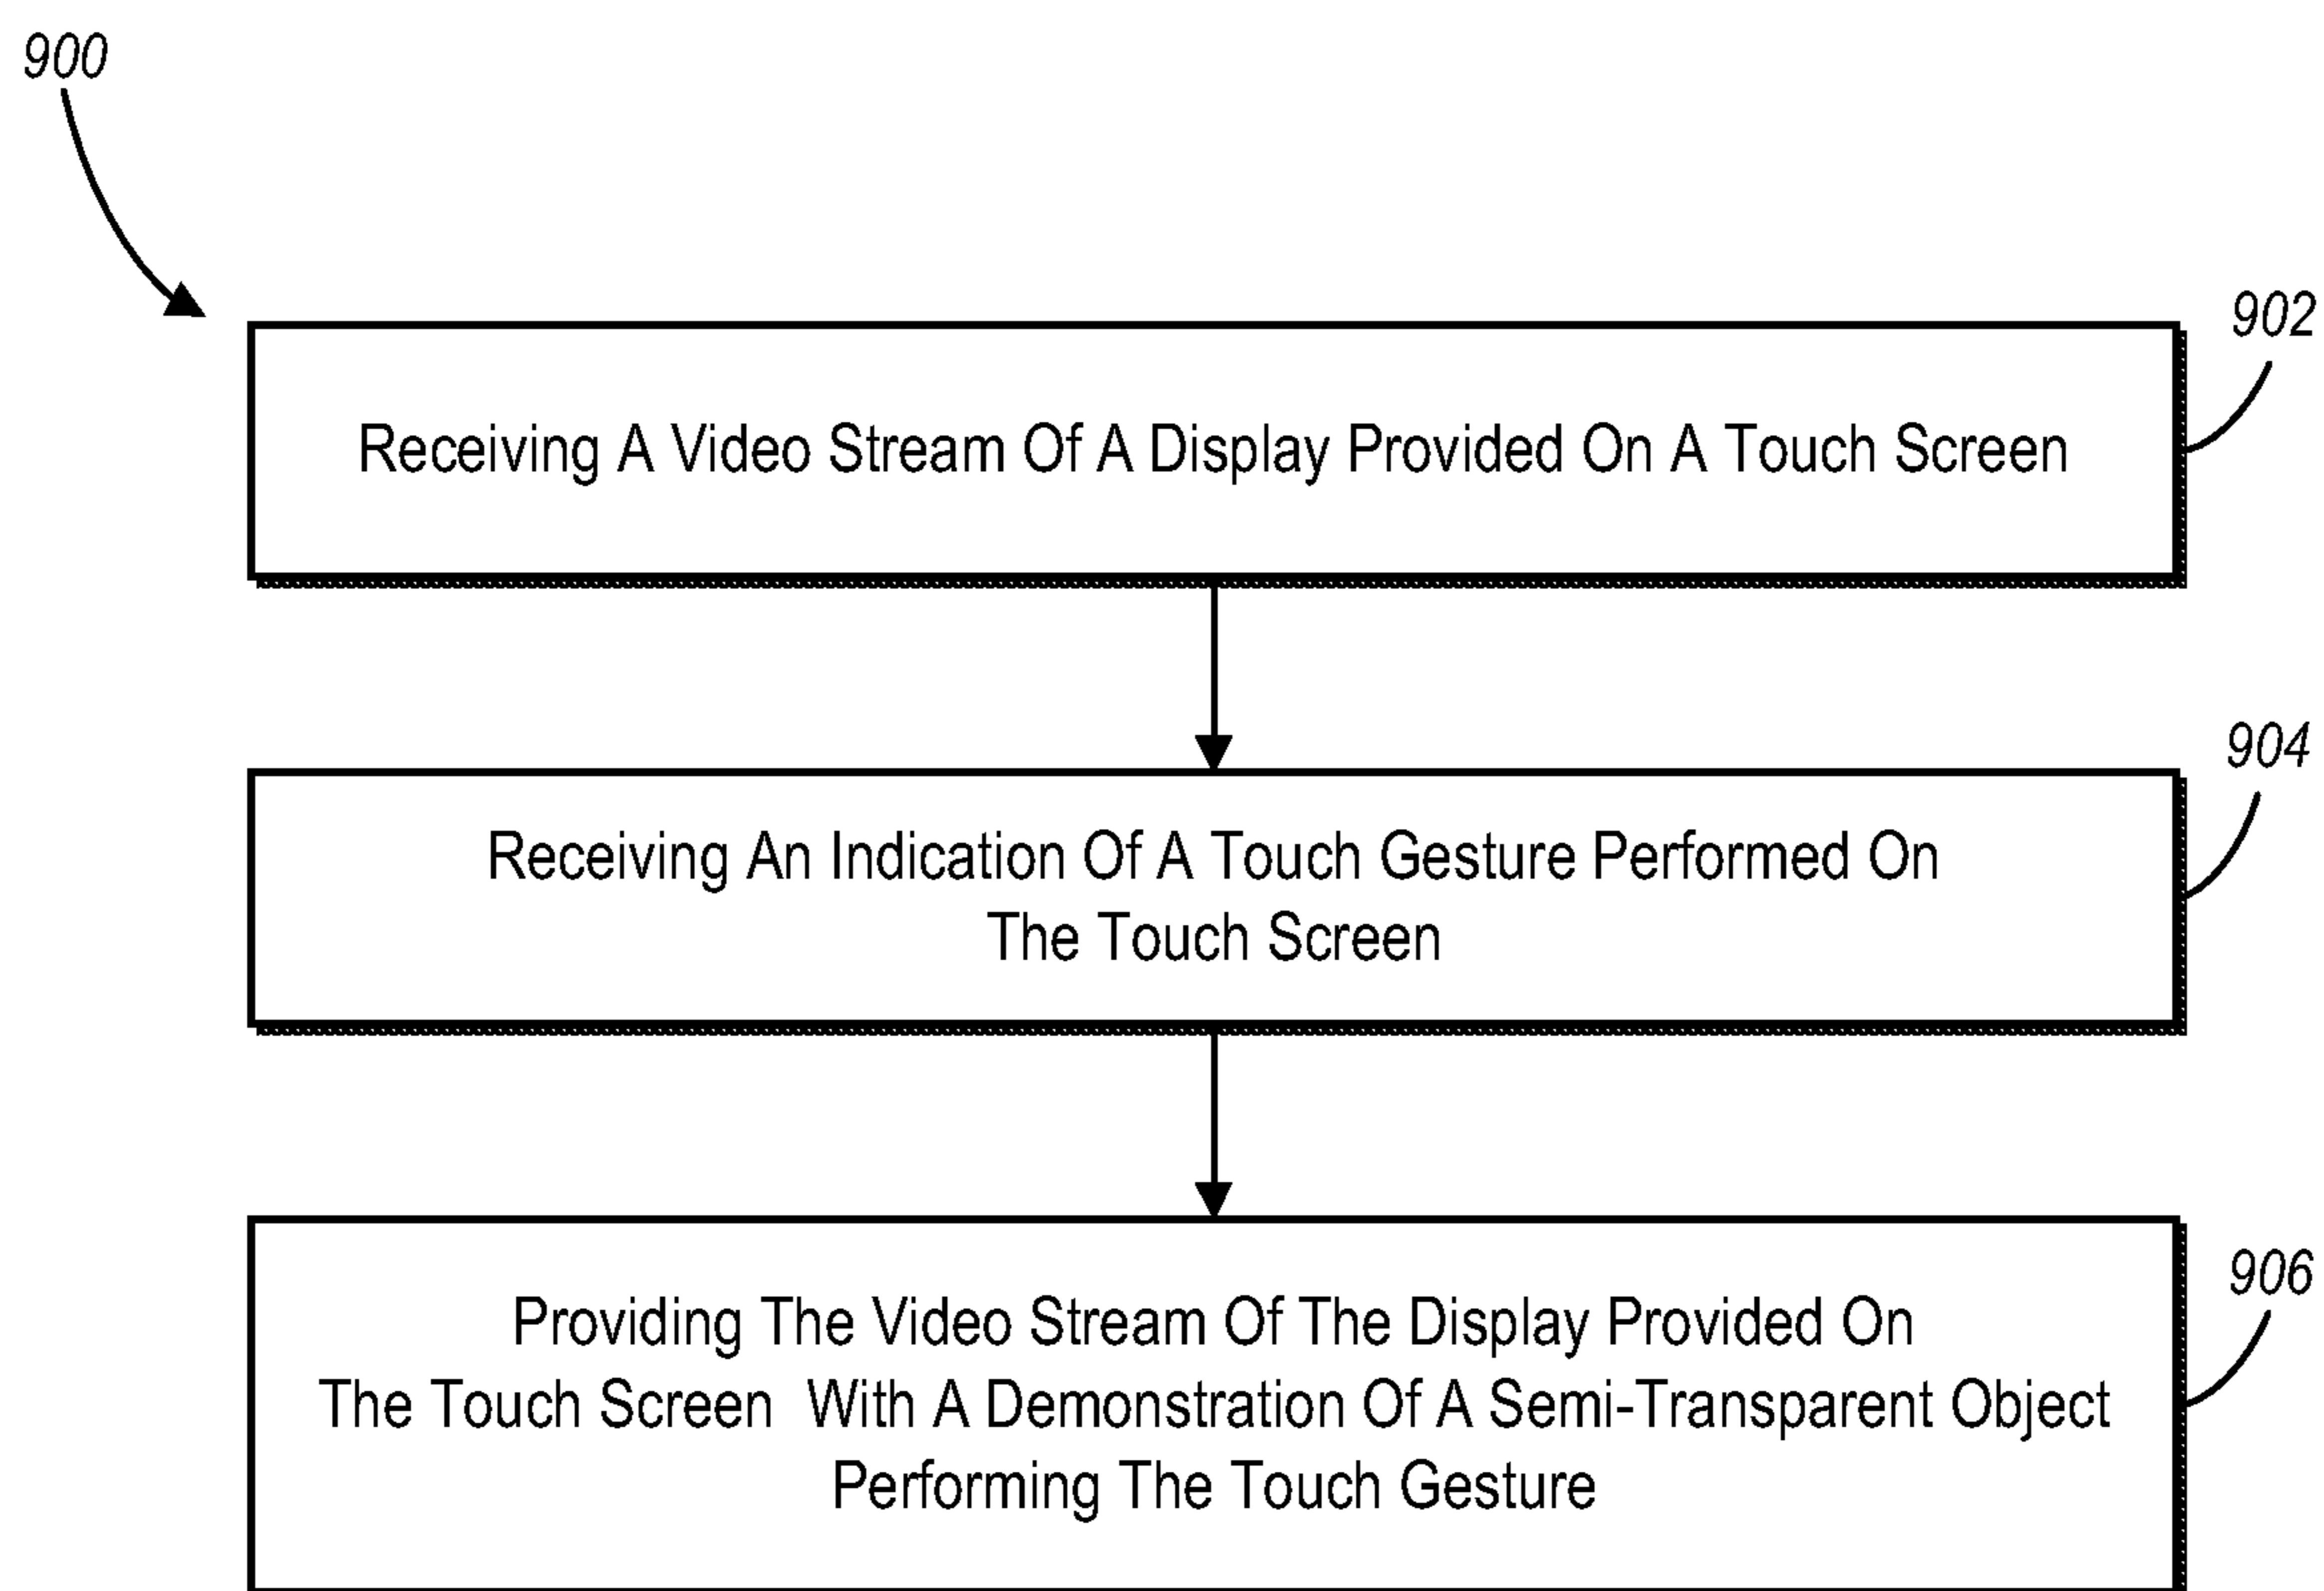 900
902
Receiving A Video Stream Of A Display Provided On A Touch Screen
904
Receiving An Indication Of A Touch Gesture Performed On
The Touch Screen
906
Providing The Video Stream Of The Display Provided On
The Touch Screen With A Demonstration Of A Semi-Transparent Object
Performing The Touch Gesture